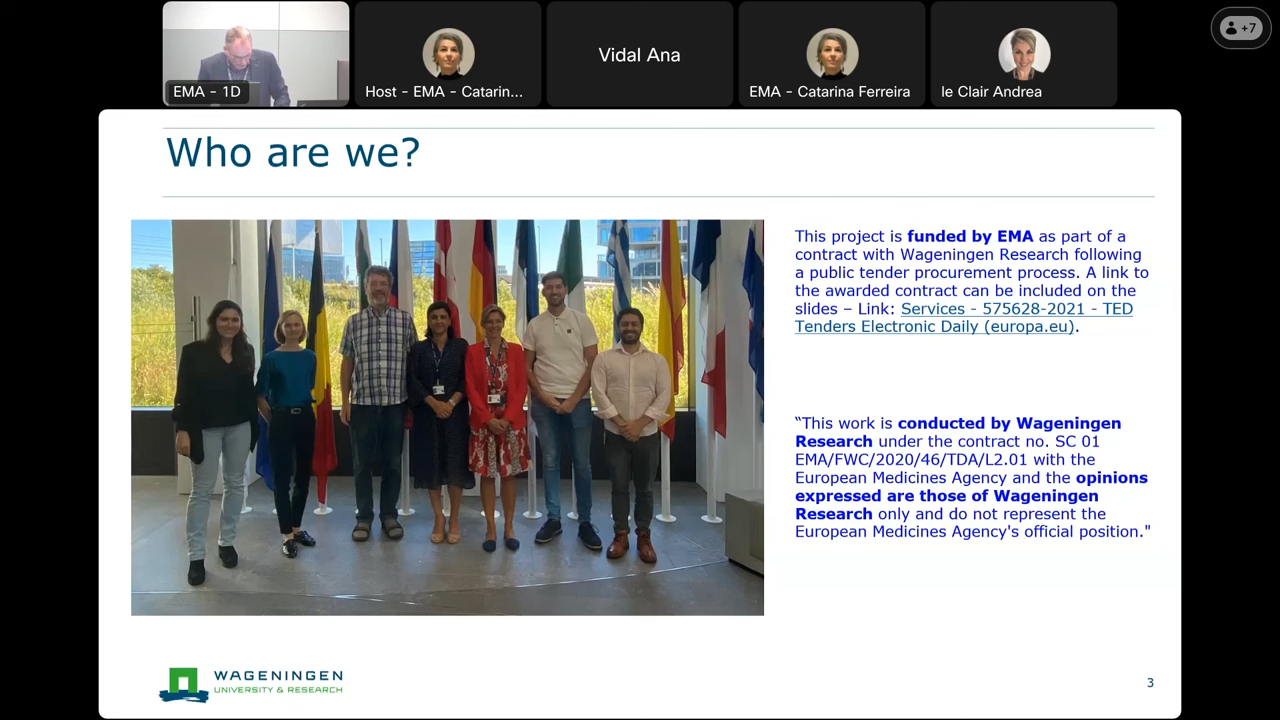 +7
EMA - 1D
Host - EMA - Catarin...
Vidal Ana
EMA - Catarina Ferreira
le Clair Andrea
Who are we?
This project is funded by EMA as part of a
contract with Wageningen Research following
a public tender procurement process. A link to
the awarded contract can be included on the
slides – Link: Services - 575628-2021 - TED
Tenders Electronic Daily (europa.eu).
“This work is conducted by Wageningen
Research under the contract no. SC 01
EMA/FWC/2020/46/TDA/L2.01 with the
European Medicines Agency and the opinions
expressed are those of Wageningen
Research only and do not represent the
European Medicines Agency's official position."
WAGENINGEN
UNIVERSITY & RESEARCH
3